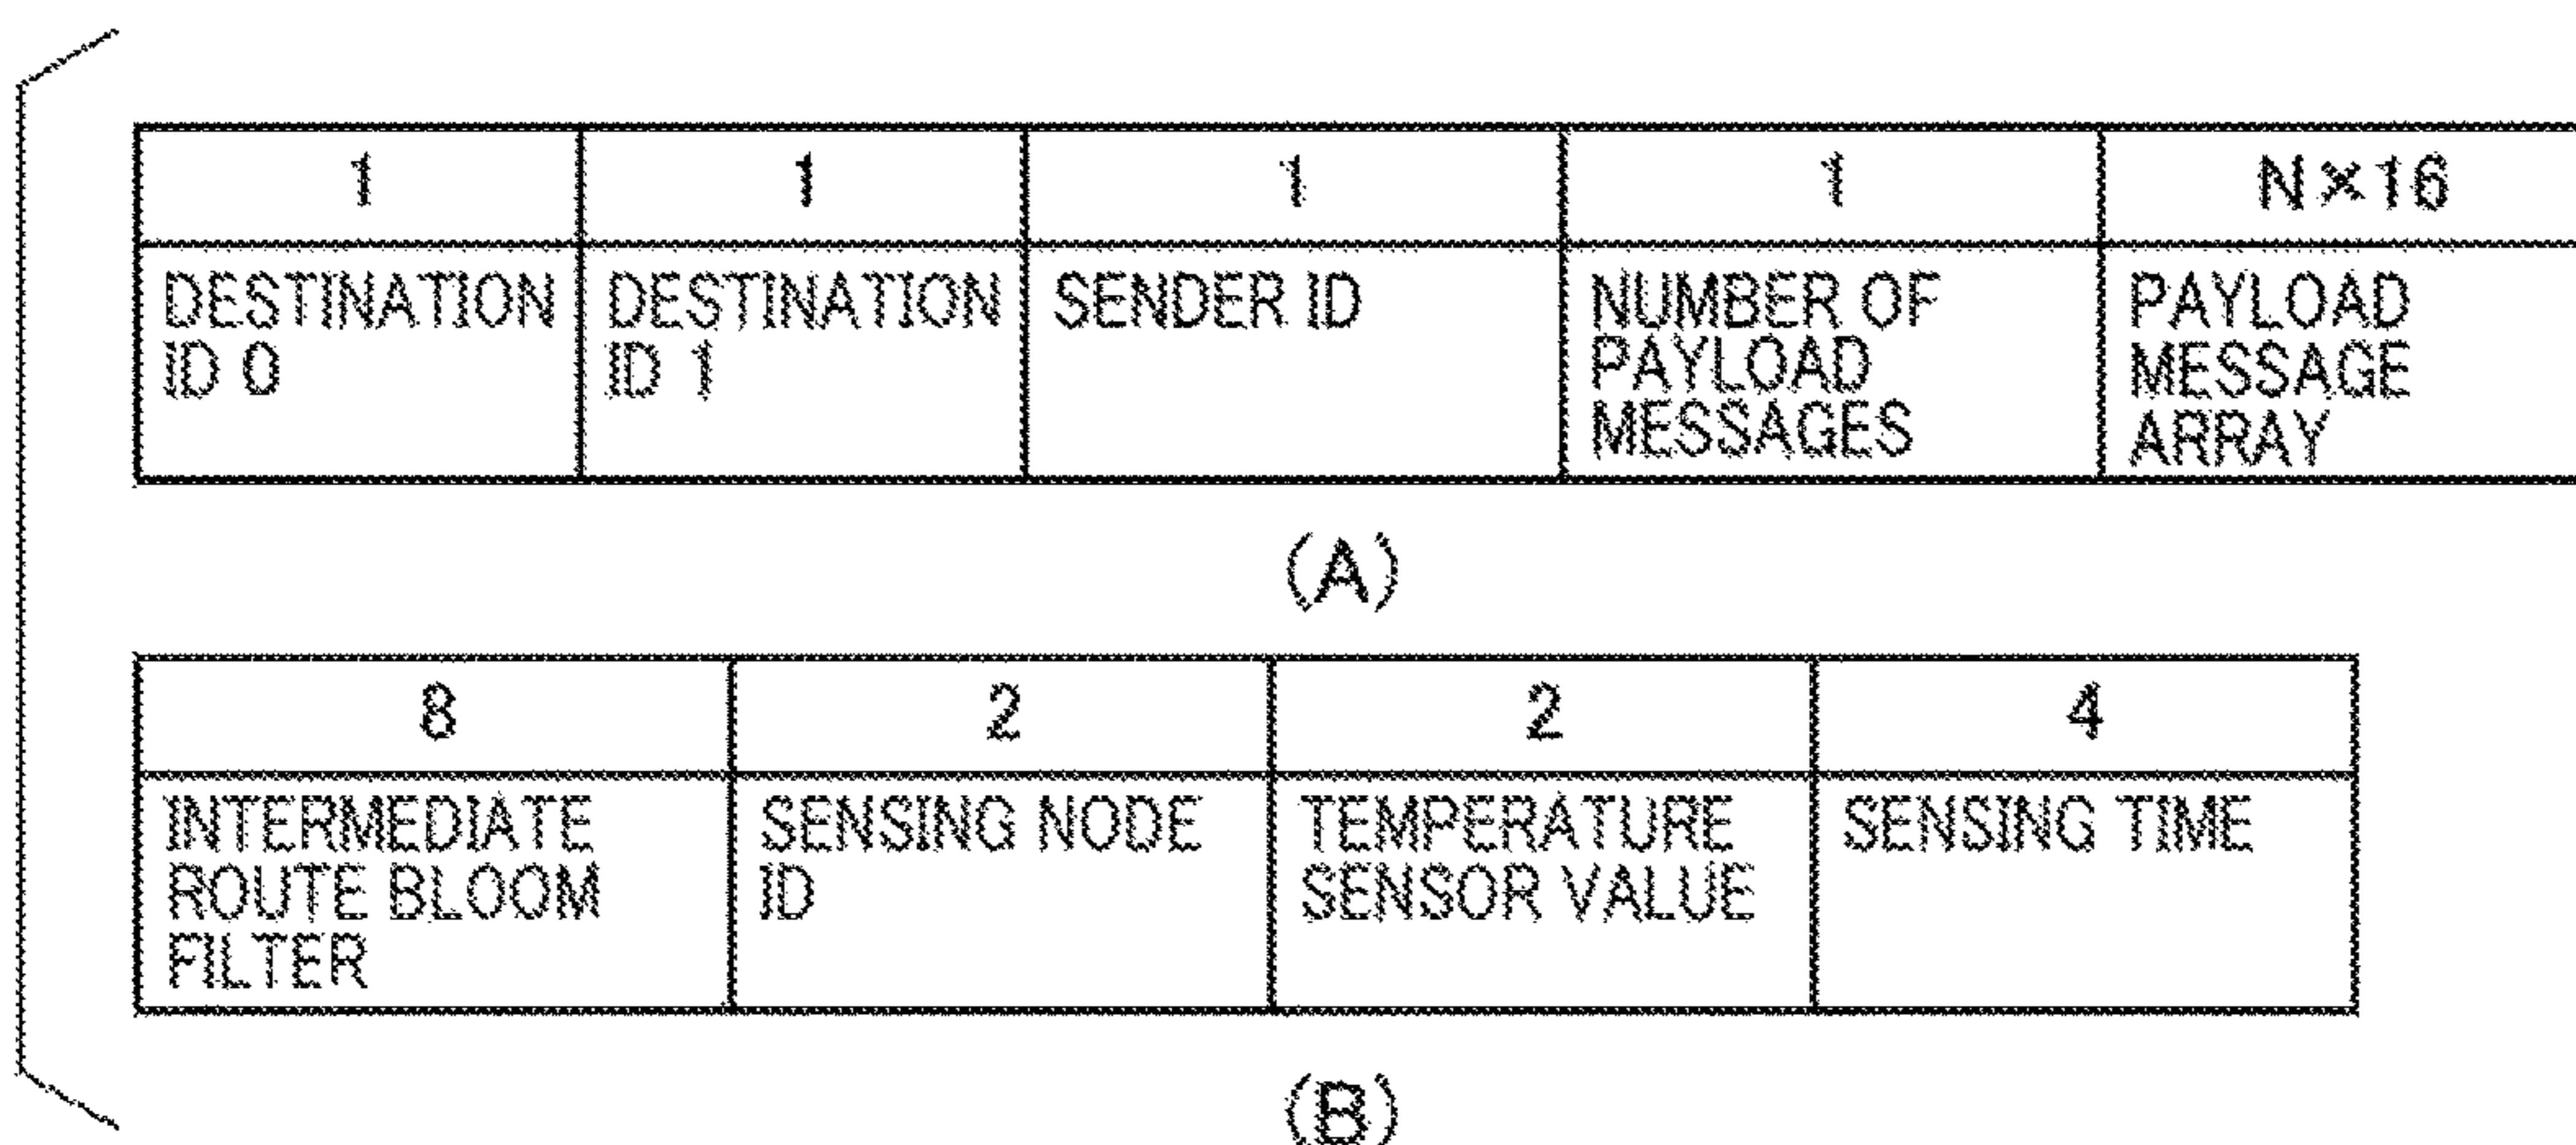 1 1 1 1 N×16
DESTINATION ID 0
DESTINATION ID 1
SENDER ID
NUMBER OF PAYLOAD MESSAGES
PAYLOAD MESSAGE ARRAY
(A)
8 2 2 4
INTERMEDIATE ROUTE BLOOM FILTER
SENSING NODE ID
TEMPERATURE SENSOR VALUE
SENSING TIME
(B)